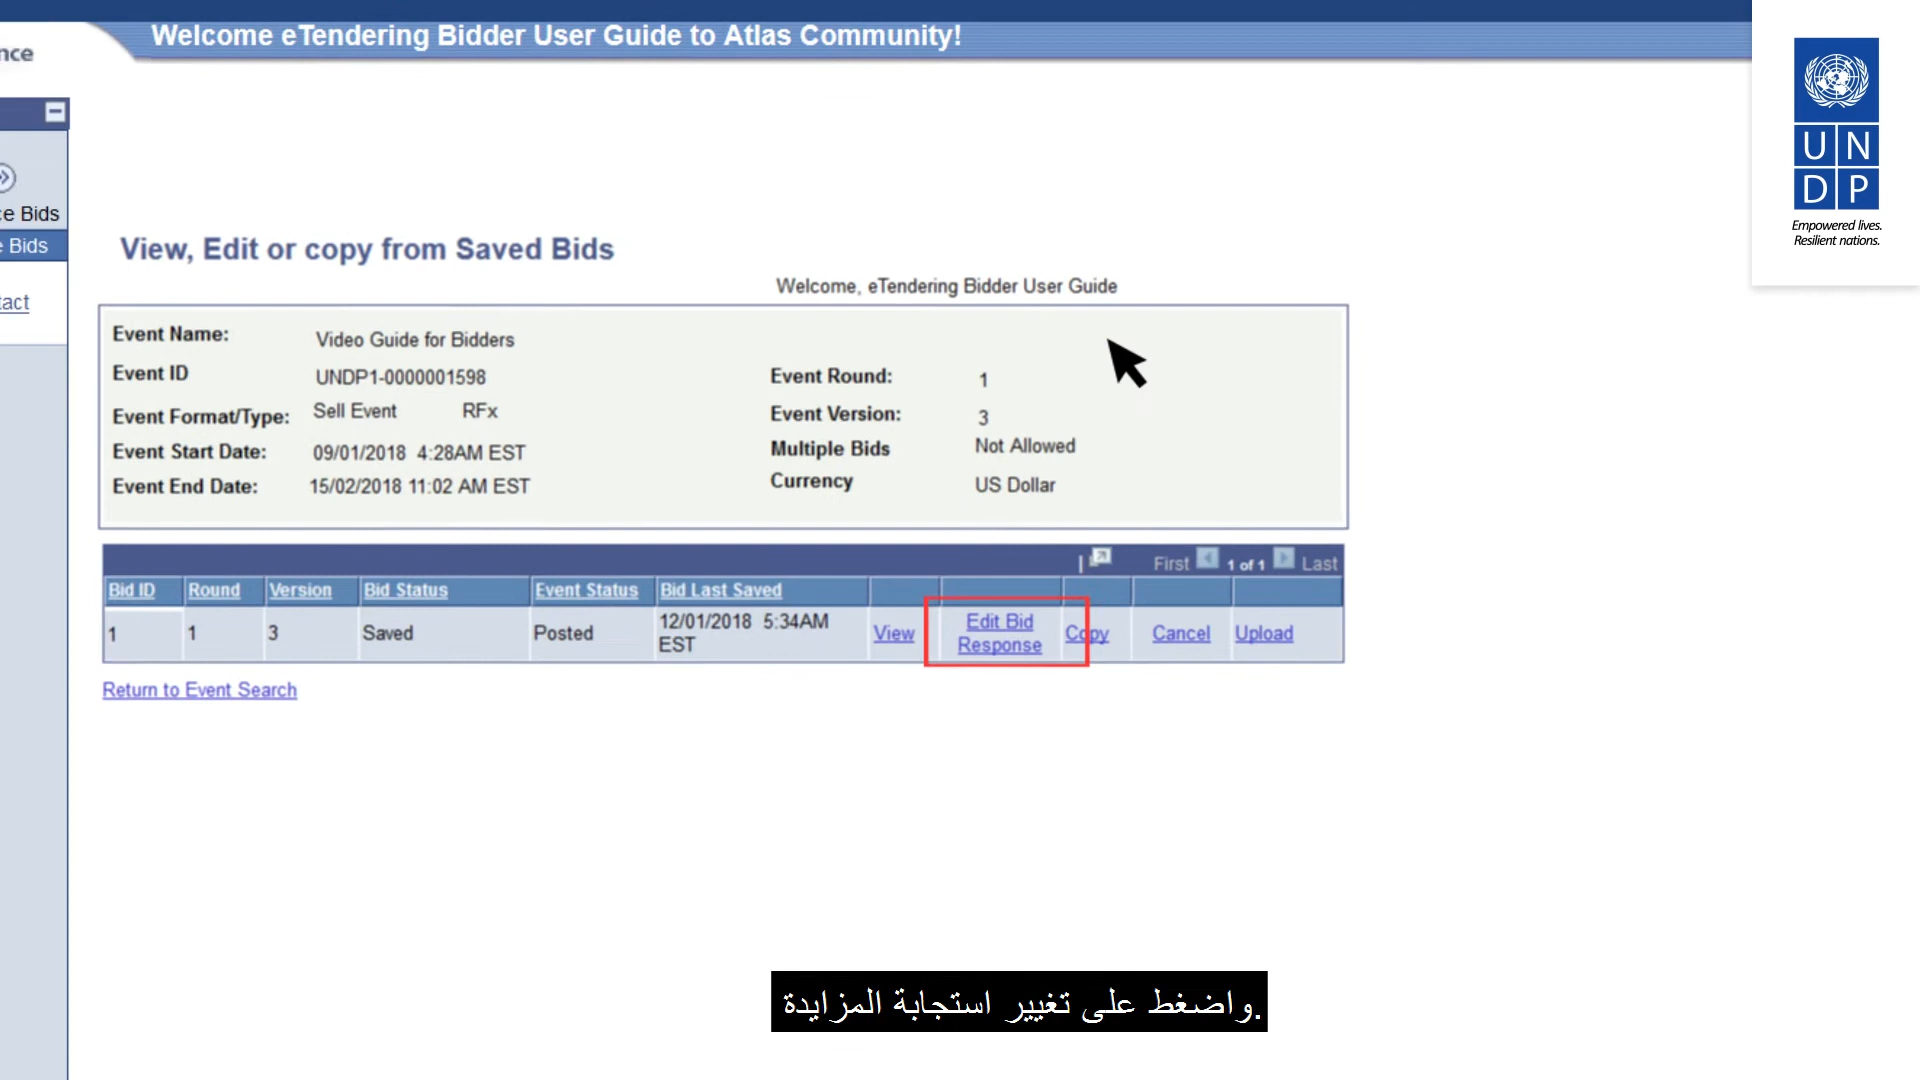 Welcome eTendering Bidder User Guide to Atlas Community!
nce
UN
DP
Empowered lives.
Resilient nations.
e Bids
Bids
tact
View, Edit or copy from Saved Bids
Welcome, eTendering Bidder User Guide
Event Name: Video Guide for Bidders
Event ID UNDP1-0000001598 Event Round: 1
Event Format/Type: Sell Event RFx Event Version: 3
Event Start Date: 09/01/2018 4:28AM EST Multiple Bids Not Allowed
Event End Date: 15/02/2018 11:02 AM EST Currency US Dollar
First 1 of 1 Last
Bid ID Round Version Bid Status Event Status Bid Last Saved
1 1 3 Saved Posted 12/01/2018 5:34AM EST View Edit Bid Response Copy Cancel Upload
Return to Event Search
واضغط على تغيير استجابة المزايدة.